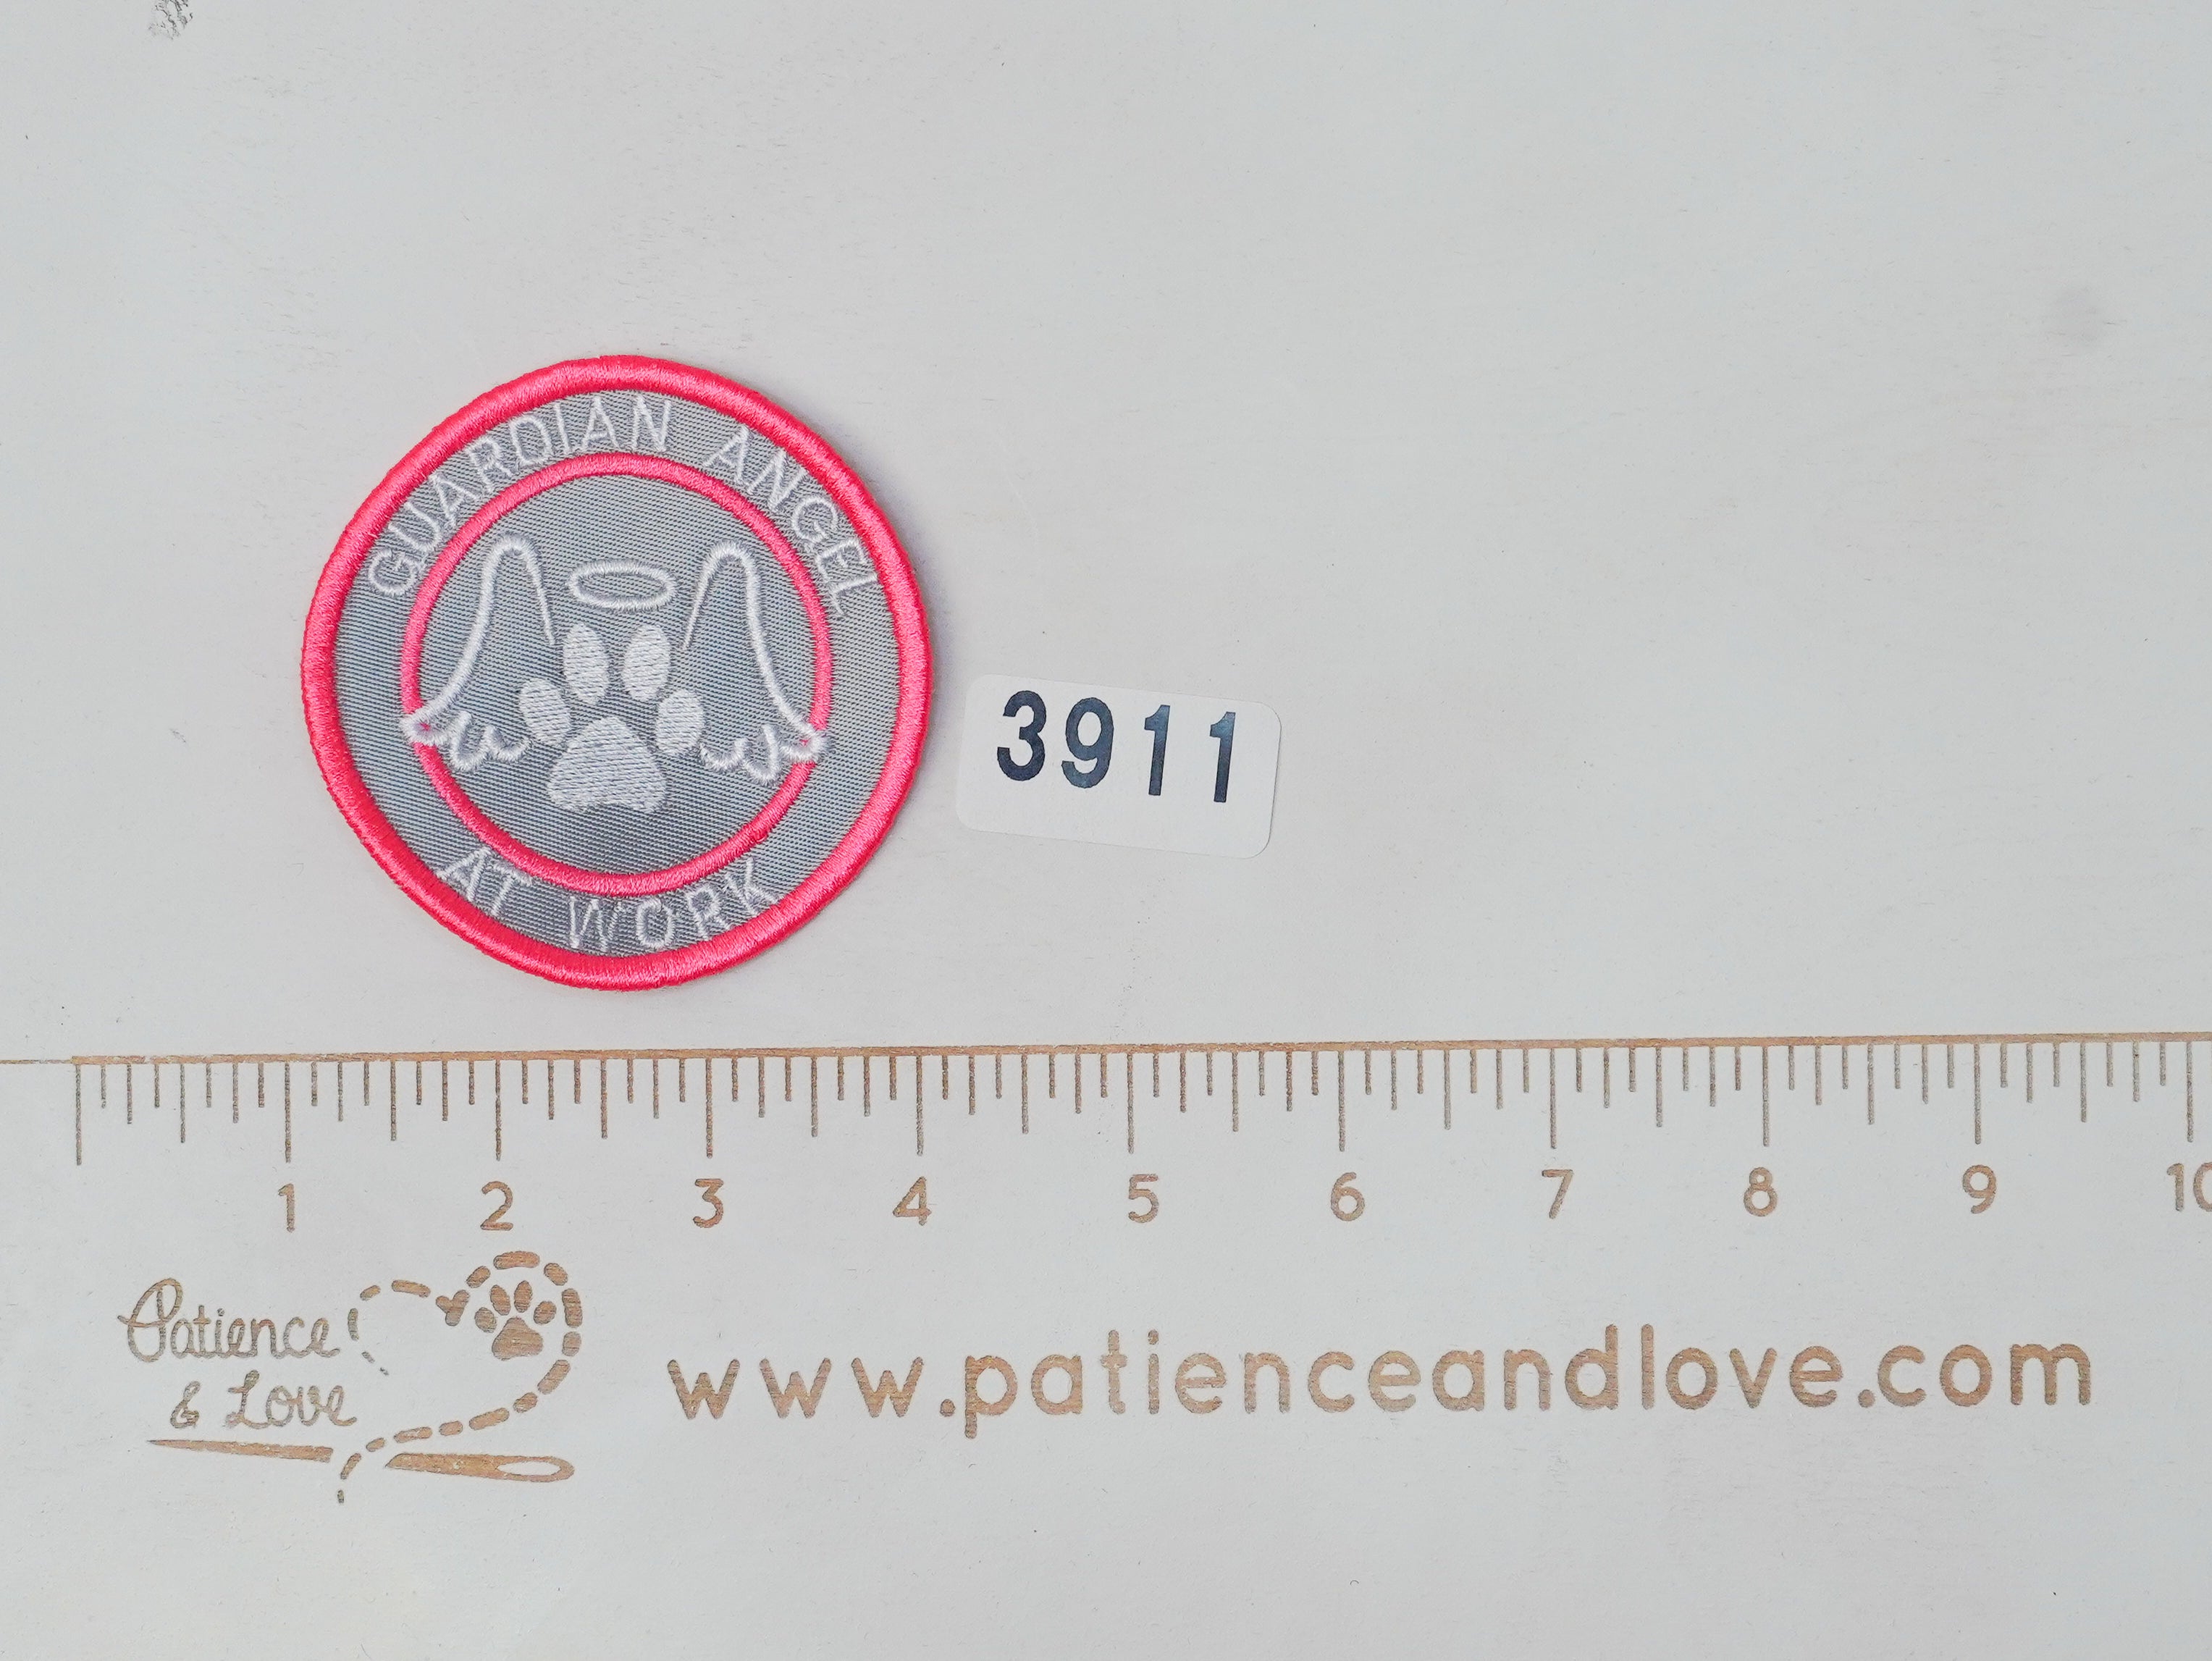 GUARDIAN ANGEL
AT WORK
3911
1 2 3 4 5 6 7 8 9 10
Patience
& Love
www.patienceandlove.com